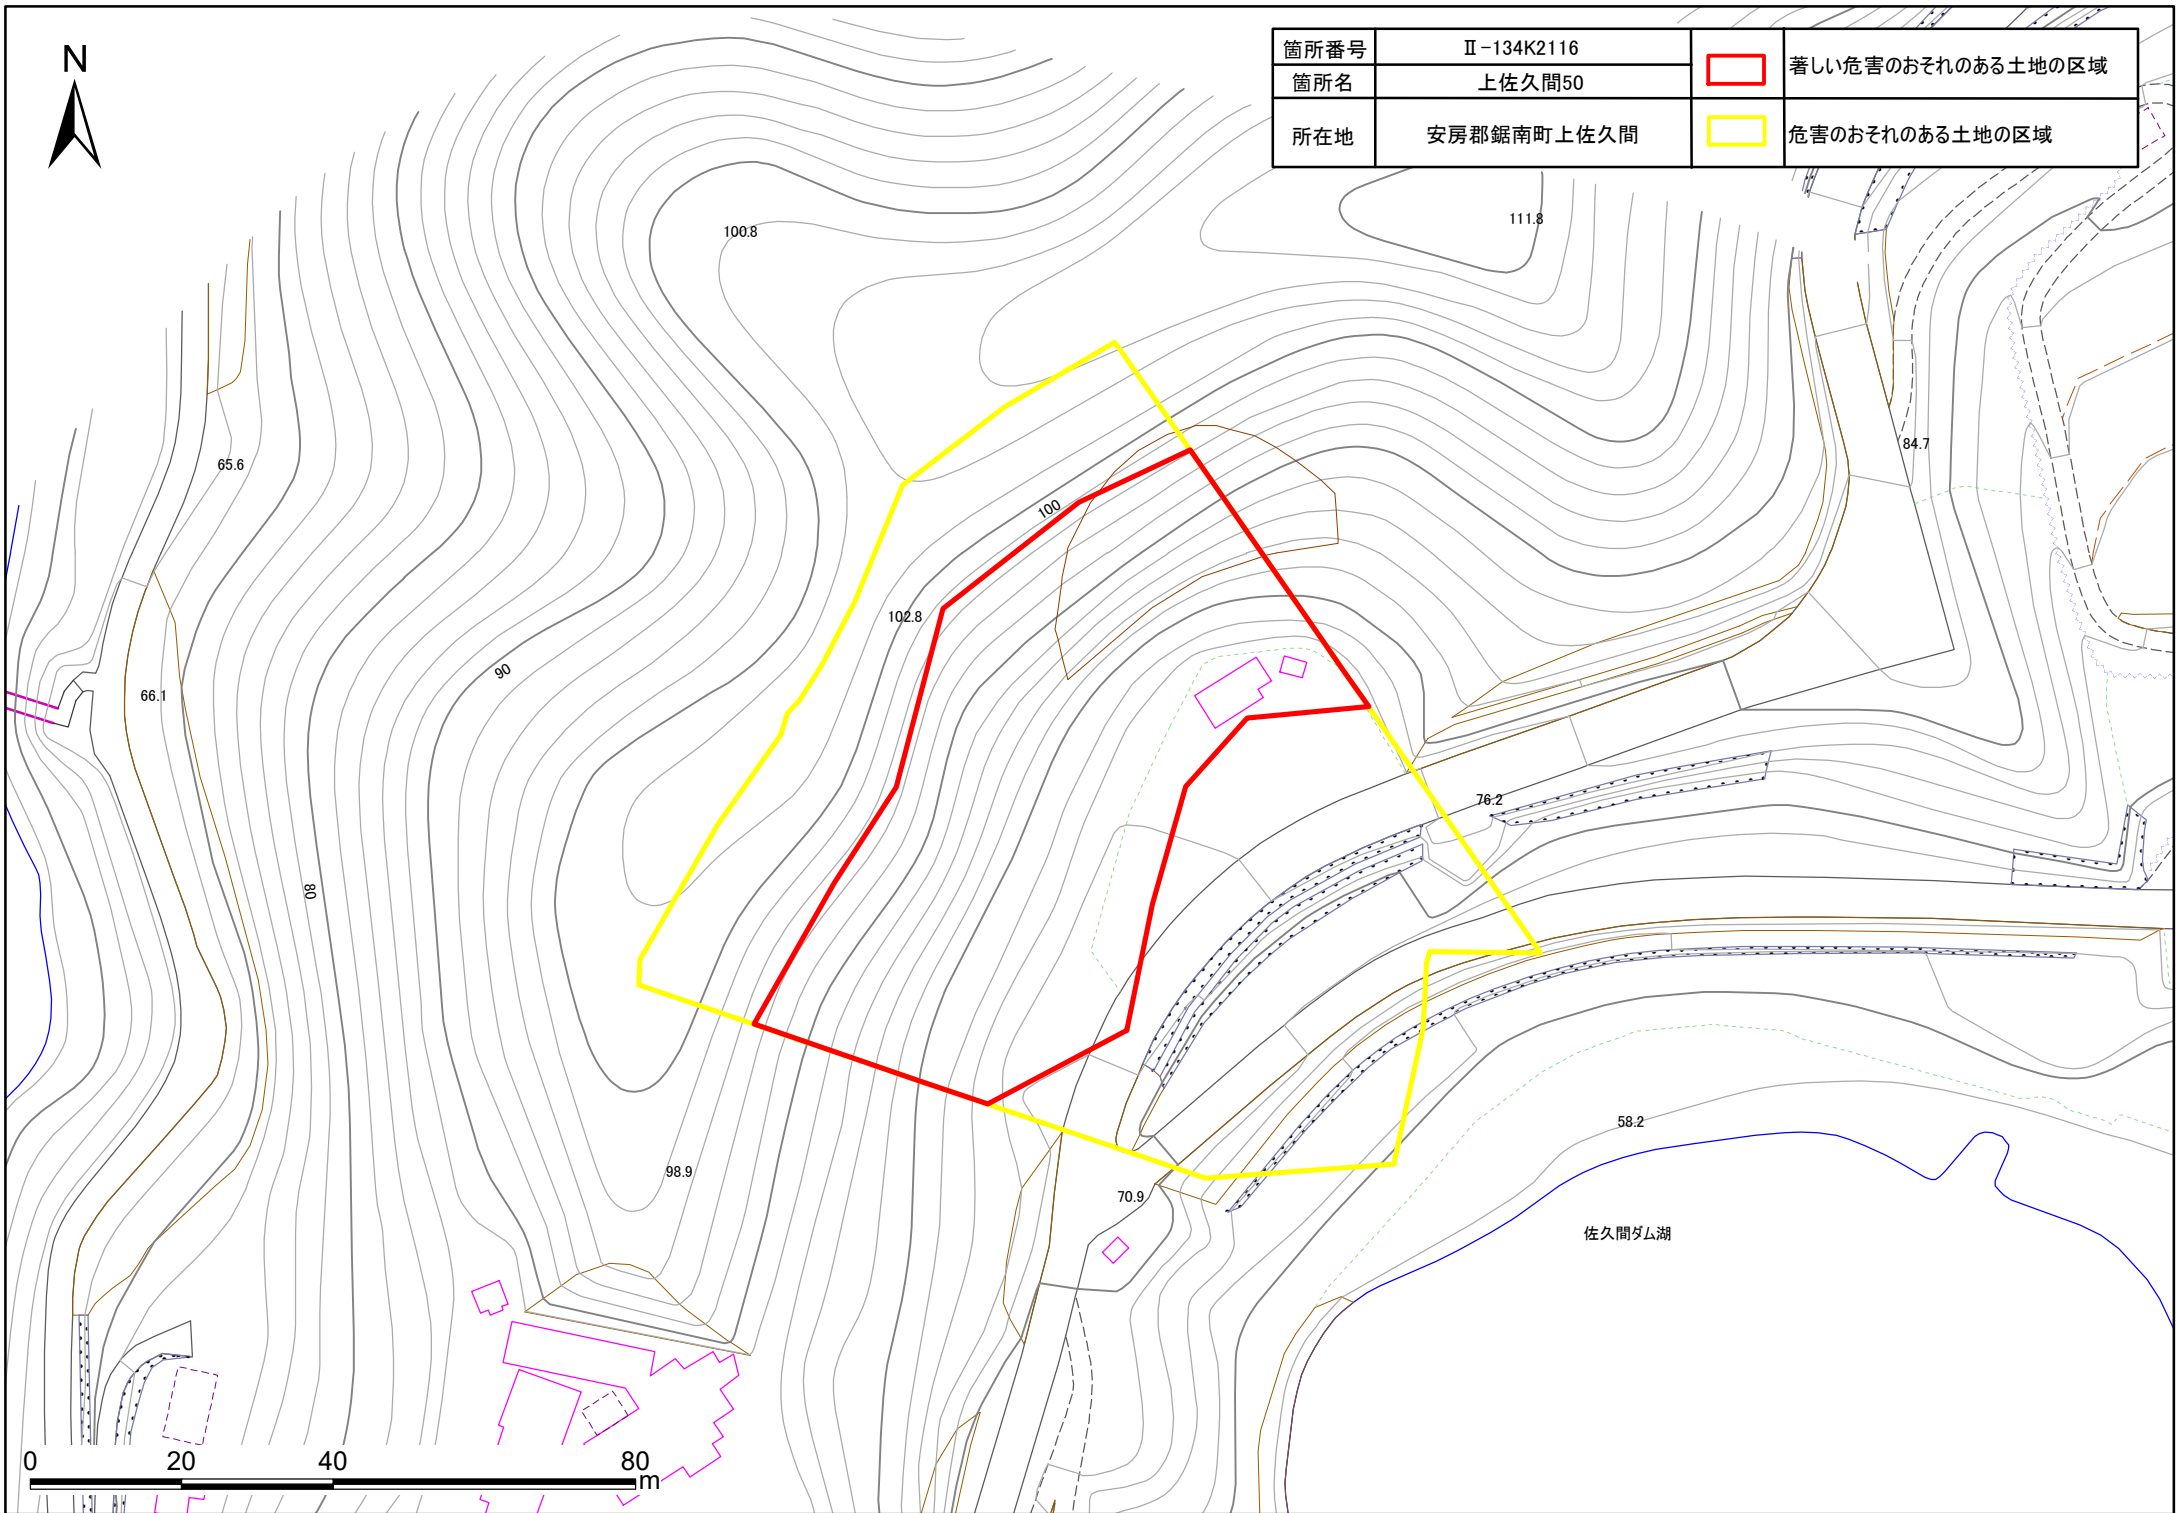 N
箇所番号 Ⅱ-134K2116 著しい危害のおそれのある土地の区域
箇所名 上佐久間50
所在地 安房郡鋸南町上佐久間 危害のおそれのある土地の区域
111.8
100.8
84.7
65.6
100
102.8
90
66.1
76.2
80
58.2
98.9
70.9
佐久間ダム湖
0 20 40 80
m